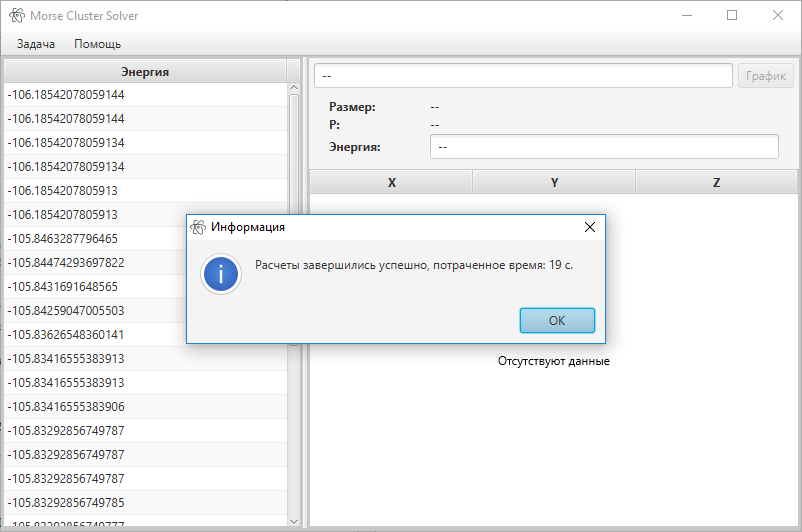 Morse Cluster Solver
Задача Помощь
Энергия
-106.18542078059144
-106.18542078059144
-106.18542078059134
-106.18542078059134
-106.1854207805913
-106.1854207805913
-105.8463287796465
-105.84474293697822
-105.8431691648565
-105.84259047005503
-105.83626548360141
-105.83416555383913
-105.83416555383913
-105.83416555383906
-105.83292856749787
-105.83292856749787
-105.83292856749787
-105.83292856749785
-105.83292856749777
--
График
Размер: --
P: --
Энергия: --
X Y Z
Информация
Расчеты завершились успешно, потраченное время: 19 с.
OK
Отсутствуют данные